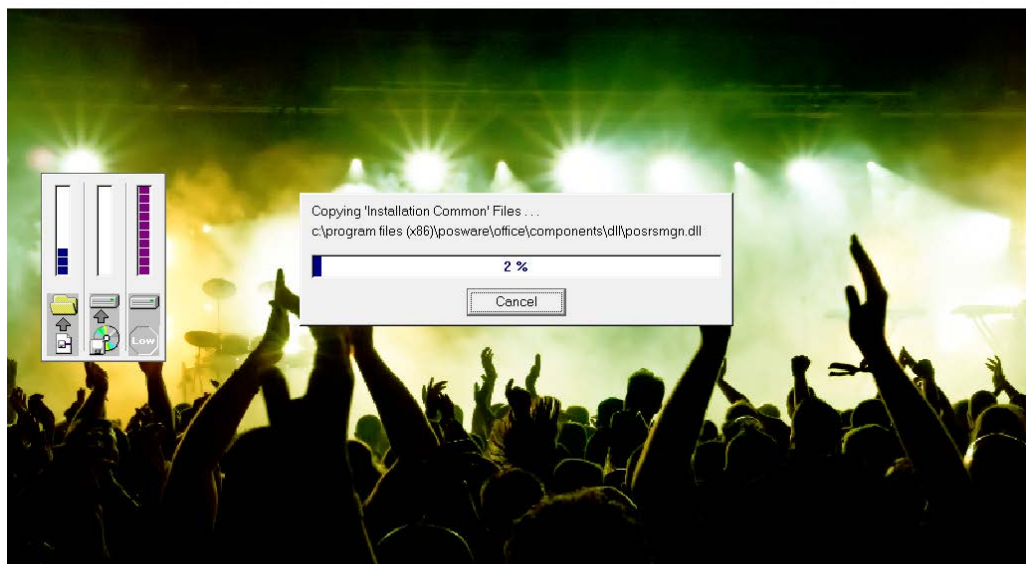 Copying 'Installation Common' Files . . .
c:\program files (x86)\posware\office\components\dll\posrsmgn.dll
2 %
Cancel
Low